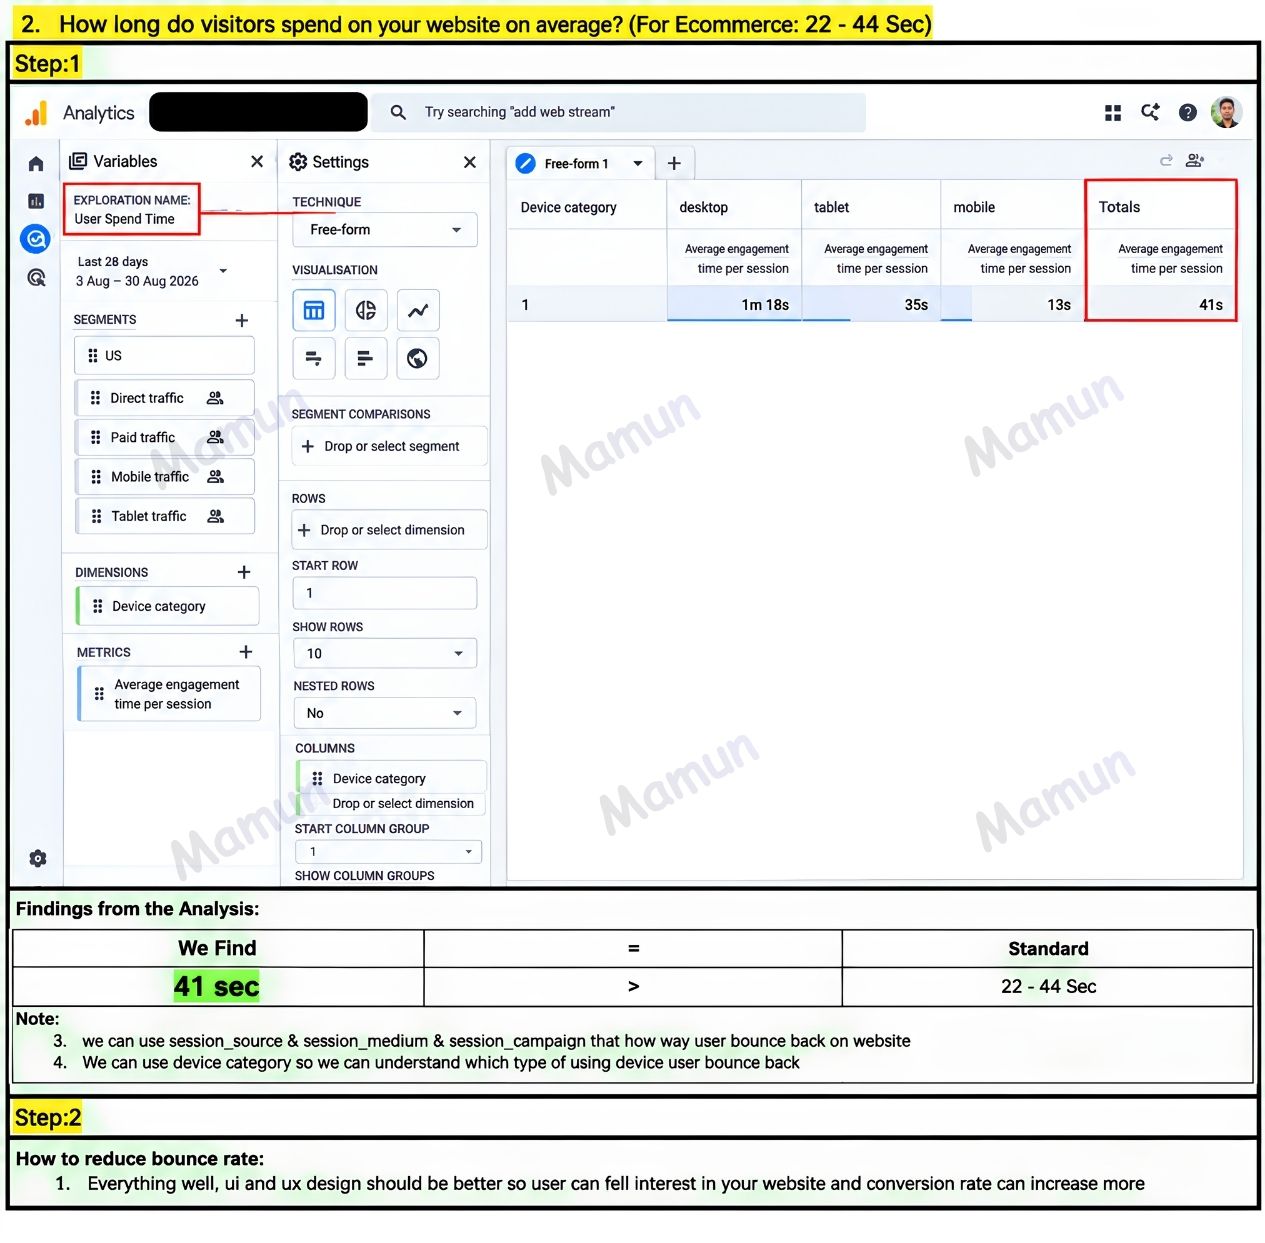 2. How long do visitors spend on your website on average? (For Ecommerce: 22 - 44 Sec)
Step:1
Analytics
Try searching "add web stream"
Variables
EXPLORATION NAME:
User Spend Time
Last 28 days
3 Aug – 30 Aug 2026
SEGMENTS
US
Direct traffic
Paid traffic
Mobile traffic
Tablet traffic
DIMENSIONS
Device category
METRICS
Average engagement
time per session
Settings
TECHNIQUE
Free-form
VISUALISATION
SEGMENT COMPARISONS
Drop or select segment
ROWS
Drop or select dimension
START ROW
1
SHOW ROWS
10
NESTED ROWS
No
COLUMNS
Device category
Drop or select dimension
START COLUMN GROUP
1
SHOW COLUMN GROUPS
Free-form 1
Device category desktop tablet mobile Totals
Average engagement Average engagement Average engagement Average engagement
time per session time per session time per session time per session
1 1m 18s 35s 13s 41s
Mamun
Mamun
Mamun
Mamun
Mamun
Mamun
Findings from the Analysis:
We Find = Standard
41 sec > 22 - 44 Sec
Note:
3. we can use session_source & session_medium & session_campaign that how way user bounce back on website
4. We can use device category so we can understand which type of using device user bounce back
Step:2
How to reduce bounce rate:
1. Everything well, ui and ux design should be better so user can fell interest in your website and conversion rate can increase more